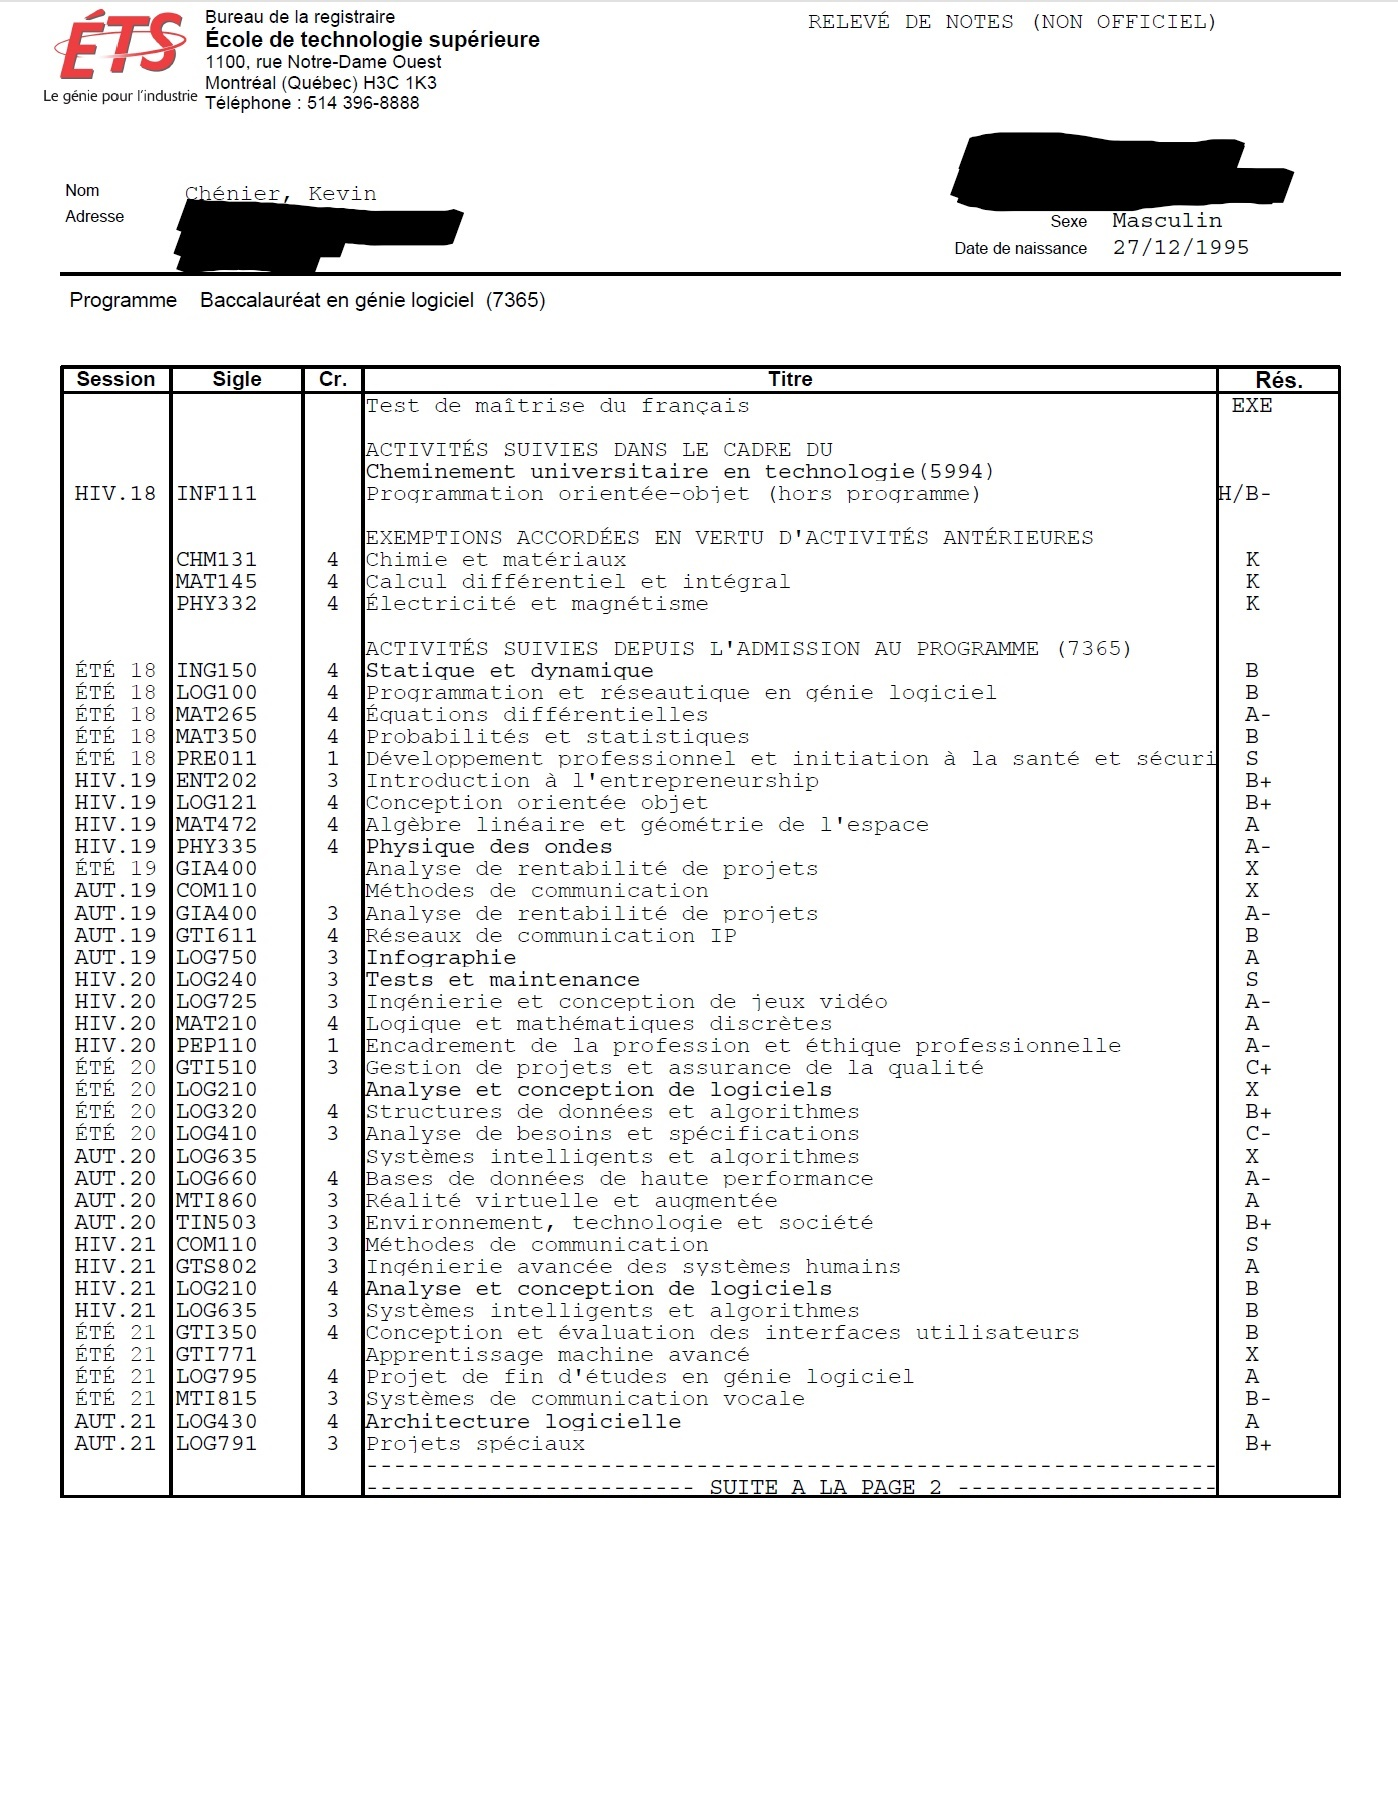 ÉTS
Le génie pour l'industrie
Bureau de la registraire
École de technologie supérieure
1100, rue Notre-Dame Ouest
Montréal (Québec) H3C 1K3
Téléphone : 514 396-8888
RELEVÉ DE NOTES (NON OFFICIEL)
Nom Chénier, Kevin
Adresse
Sexe Masculin
Date de naissance 27/12/1995
Programme Baccalauréat en génie logiciel (7365)
Session Sigle Cr. Titre Rés.
Test de maîtrise du français EXE
ACTIVITÉS SUIVIES DANS LE CADRE DU
Cheminement universitaire en technologie(5994)
HIV.18 INF111 Programmation orientée-objet (hors programme) H/B-
EXEMPTIONS ACCORDÉES EN VERTU D'ACTIVITÉS ANTÉRIEURES
CHM131 4 Chimie et matériaux K
MAT145 4 Calcul différentiel et intégral K
PHY332 4 Électricité et magnétisme K
ACTIVITÉS SUIVIES DEPUIS L'ADMISSION AU PROGRAMME (7365)
ÉTÉ 18 ING150 4 Statique et dynamique B
ÉTÉ 18 LOG100 4 Programmation et réseautique en génie logiciel B
ÉTÉ 18 MAT265 4 Équations différentielles A-
ÉTÉ 18 MAT350 4 Probabilités et statistiques B
ÉTÉ 18 PRE011 1 Développement professionnel et initiation à la santé et sécuri S
HIV.19 ENT202 3 Introduction à l'entrepreneurship B+
HIV.19 LOG121 4 Conception orientée objet B+
HIV.19 MAT472 4 Algèbre linéaire et géométrie de l'espace A
HIV.19 PHY335 4 Physique des ondes A-
ÉTÉ 19 GIA400 Analyse de rentabilité de projets X
AUT.19 COM110 Méthodes de communication X
AUT.19 GIA400 3 Analyse de rentabilité de projets A-
AUT.19 GTI611 4 Réseaux de communication IP B
AUT.19 LOG750 3 Infographie A
HIV.20 LOG240 3 Tests et maintenance S
HIV.20 LOG725 3 Ingénierie et conception de jeux vidéo A-
HIV.20 MAT210 4 Logique et mathématiques discrètes A
HIV.20 PEP110 1 Encadrement de la profession et éthique professionnelle A-
ÉTÉ 20 GTI510 3 Gestion de projets et assurance de la qualité C+
ÉTÉ 20 LOG210 Analyse et conception de logiciels X
ÉTÉ 20 LOG320 4 Structures de données et algorithmes B+
ÉTÉ 20 LOG410 3 Analyse de besoins et spécifications C-
AUT.20 LOG635 Systèmes intelligents et algorithmes X
AUT.20 LOG660 4 Bases de données de haute performance A-
AUT.20 MTI860 3 Réalité virtuelle et augmentée A
AUT.20 TIN503 3 Environnement, technologie et société B+
HIV.21 COM110 3 Méthodes de communication S
HIV.21 GTS802 3 Ingénierie avancée des systèmes humains A
HIV.21 LOG210 4 Analyse et conception de logiciels B
HIV.21 LOG635 3 Systèmes intelligents et algorithmes B
ÉTÉ 21 GTI350 4 Conception et évaluation des interfaces utilisateurs B
ÉTÉ 21 GTI771 Apprentissage machine avancé X
ÉTÉ 21 LOG795 4 Projet de fin d'études en génie logiciel A
ÉTÉ 21 MTI815 3 Systèmes de communication vocale B-
AUT.21 LOG430 4 Architecture logicielle A
AUT.21 LOG791 3 Projets spéciaux B+
--------------------------------------------------------------
------------------------ SUITE A LA PAGE 2 -------------------